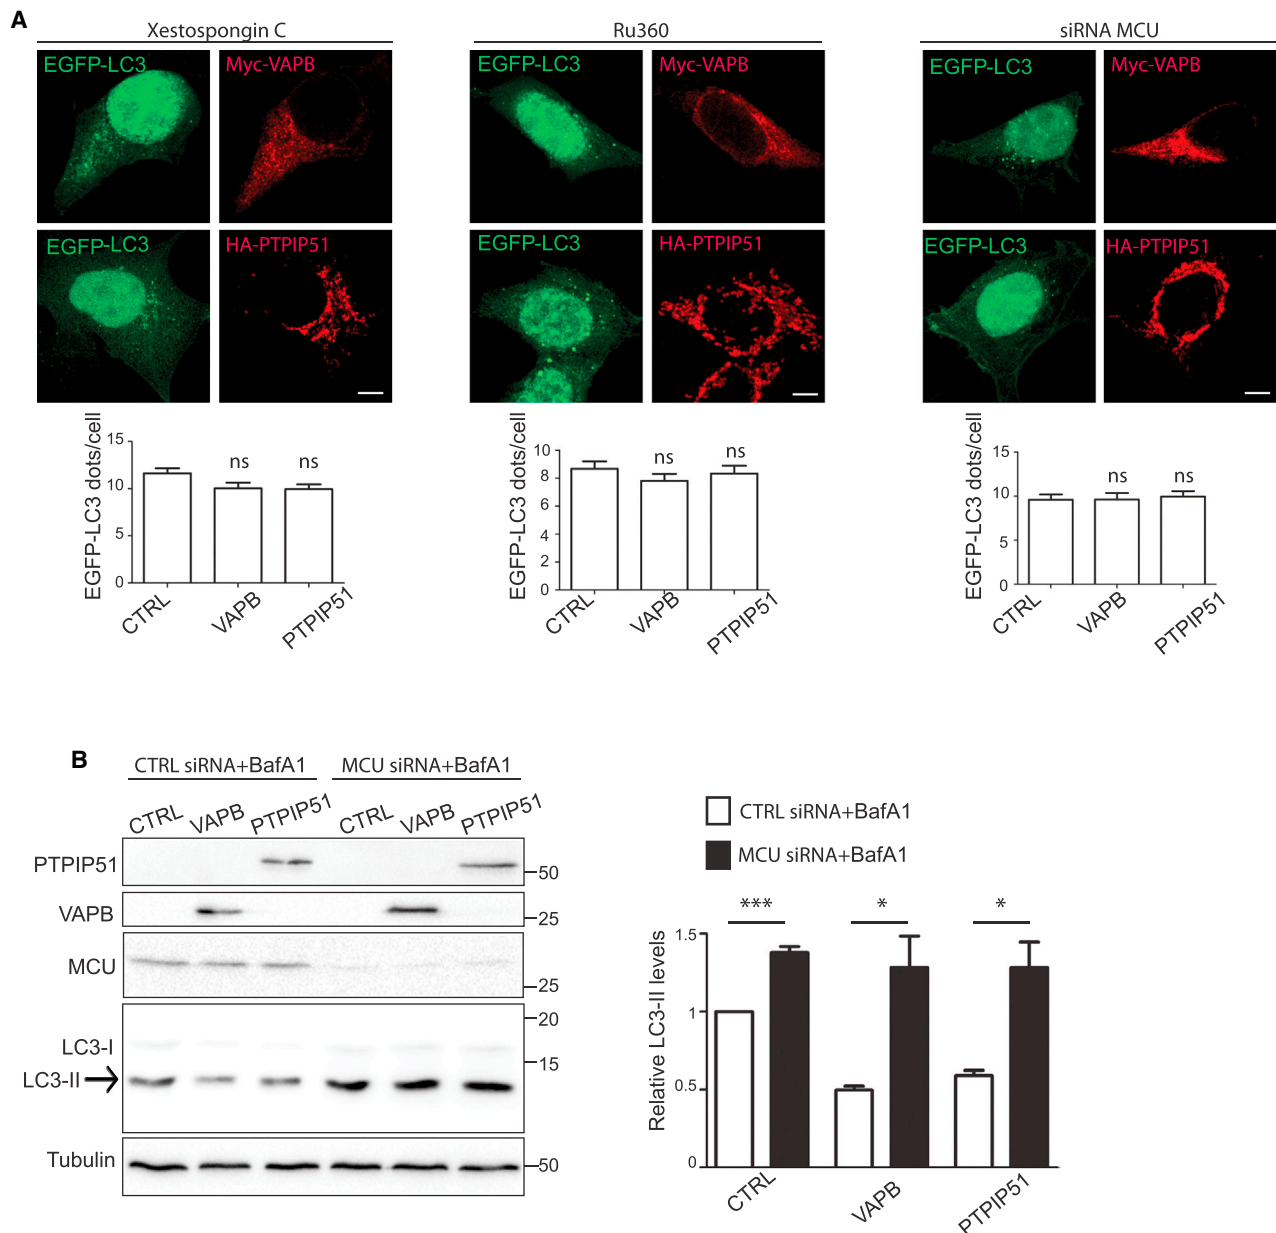 A
Xestospongin C
Ru360
siRNA MCU
EGFP-LC3
Myc-VAPB
EGFP-LC3
Myc-VAPB
EGFP-LC3
Myc-VAPB
EGFP-LC3
HA-PTPIP51
EGFP-LC3
HA-PTPIP51
EGFP-LC3
HA-PTPIP51
EGFP-LC3 dots/cell
15
10
5
0
ns
ns
CTRL
VAPB
PTPIP51
EGFP-LC3 dots/cell
10
8
6
4
2
0
ns
ns
CTRL
VAPB
PTPIP51
EGFP-LC3 dots/cell
15
10
5
0
ns
ns
CTRL
VAPB
PTPIP51
B
CTRL siRNA+BafA1
MCU siRNA+BafA1
CTRL
VAPB
PTPIP51
CTRL
VAPB
PTPIP51
PTPIP51
50
VAPB
25
MCU
25
20
LC3-I
15
LC3-II
Tubulin
50
CTRL siRNA+BafA1
MCU siRNA+BafA1
Relative LC3-II levels
1.5
1
0.5
0
***
*
*
CTRL
VAPB
PTPIP51